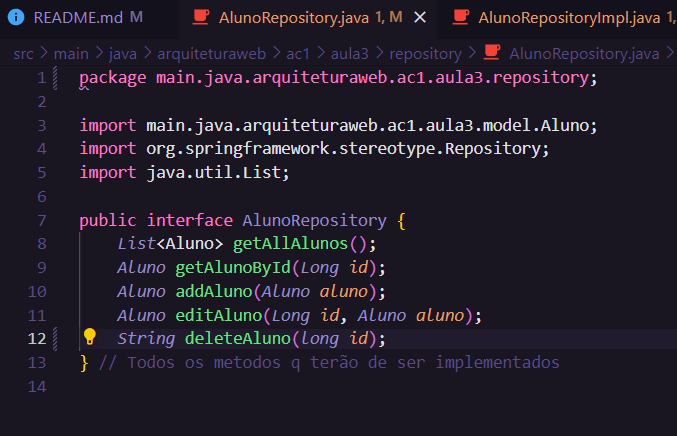 README.md M AlunoRepository.java 1, M AlunoRepositoryImpl.java 1,
src > main > java > arquiteturaweb > ac1 > aula3 > repository > AlunoRepository.java >
1 package main.java.arquiteturaweb.ac1.aula3.repository;
2
3 import main.java.arquiteturaweb.ac1.aula3.model.Aluno;
4 import org.springframework.stereotype.Repository;
5 import java.util.List;
6
7 public interface AlunoRepository {
8 List<Aluno> getAllAlunos();
9 Aluno getAlunoById(Long id);
10 Aluno addAluno(Aluno aluno);
11 Aluno editAluno(Long id, Aluno aluno);
12 String deleteAluno(long id);
13 } // Todos os metodos q terão de ser implementados
14